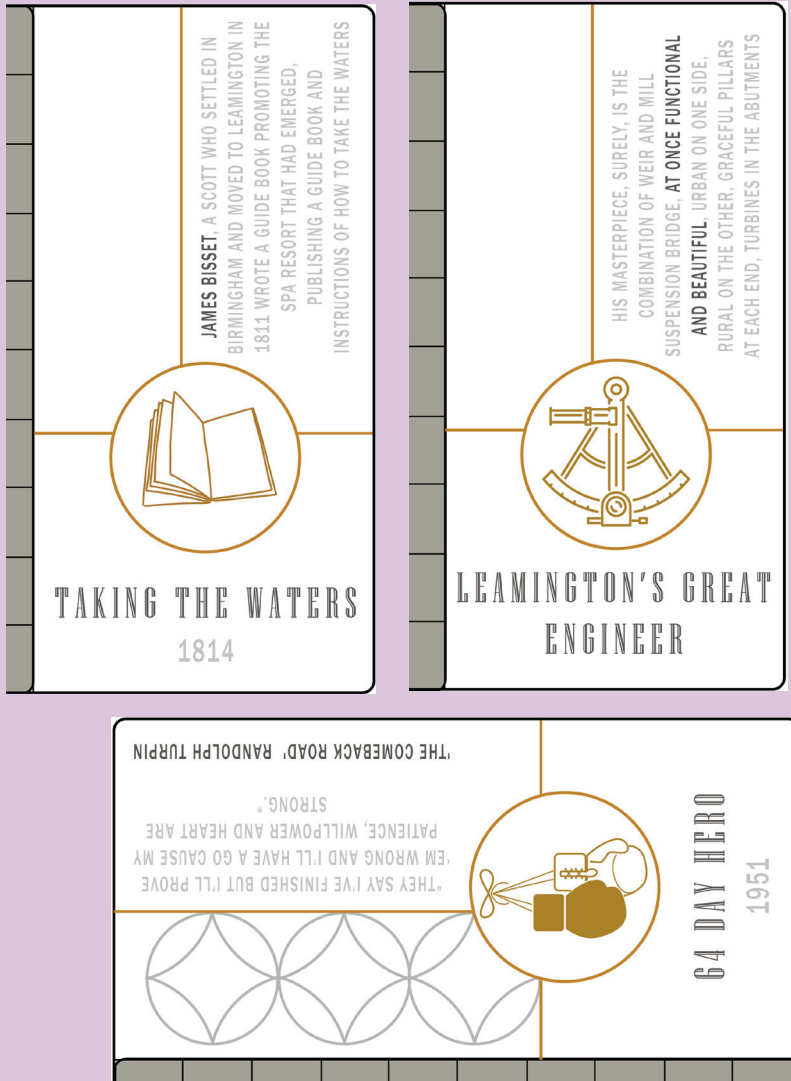 JAMES BISSET, A SCOTT WHO SETTLED IN
BIRMINGHAM AND MOVED TO LEAMINGTON IN
1811 WROTE A GUIDE BOOK PROMOTING THE
SPA RESORT THAT HAD EMERGED,
PUBLISHING A GUIDE BOOK AND
INSTRUCTIONS OF HOW TO TAKE THE WATERS
TAKING THE WATERS
1814
HIS MASTERPIECE, SURELY, IS THE
COMBINATION OF WEIR AND MILL
SUSPENSION BRIDGE, AT ONCE FUNCTIONAL
AND BEAUTIFUL, URBAN ON ONE SIDE,
RURAL ON THE OTHER, GRACEFUL PILLARS
AT EACH END, TURBINES IN THE ABUTMENTS
LEAMINGTON'S GREAT
ENGINEER
"THEY SAY I'VE FINISHED BUT I'LL PROVE
'EM WRONG AND I'LL HAVE A GO CAUSE MY
PATIENCE, WILLPOWER AND HEART ARE
STRONG."
'THE COMEBACK ROAD' RANDOLPH TURPIN
64 DAY HERO
1951